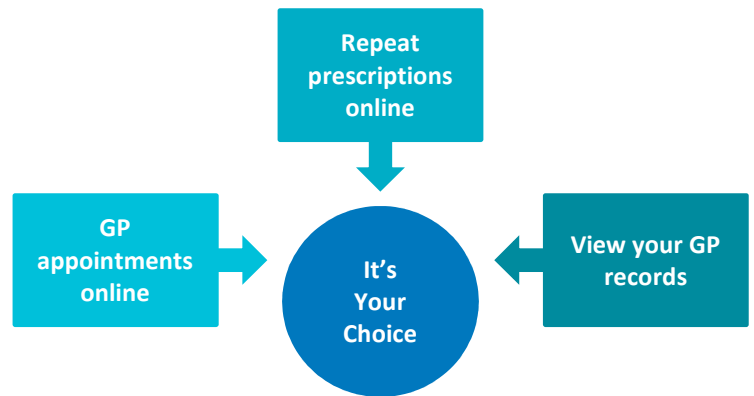 Repeat
prescriptions
online
GP
appointments
online
It’s
Your
Choice
View your GP
records